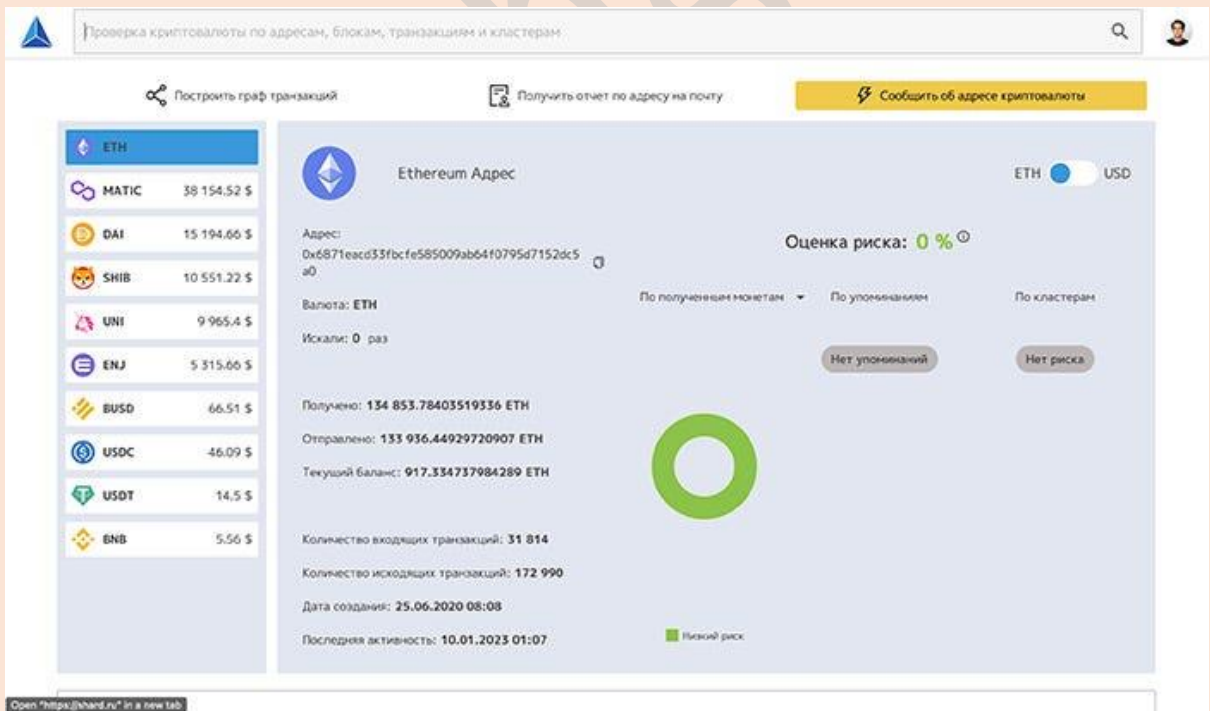 Проверка криптовалюты по адресам, блокам, транзакциям и кластерам
Построить граф транзакций
Получить отчет по адресу на почту
Сообщить об адресе криптовалюты
ETH
MATIC 38 154.52 $
DAI 15 194.66 $
SHIB 10 551.22 $
UNI 9 965.4 $
ENJ 5 315.66 $
BUSD 66.51 $
USDC 46.09 $
USDT 14.5 $
BNB 5.56 $
Ethereum Адрес
ETH USD
Адрес:
0x6871eacd33fbcfe585009ab64f0795d7152dc5
a0
Валюта: ETH
Искали: 0 раз
Оценка риска: 0 %
По полученным монетам По упоминаниям По кластерам
Нет упоминаний Нет риска
Получено: 134 853.78403519336 ETH
Отправлено: 133 936.44929720907 ETH
Текущий баланс: 917.334737984289 ETH
Количество входящих транзакций: 31 814
Количество исходящих транзакций: 172 990
Дата создания: 25.06.2020 08:08
Последняя активность: 10.01.2023 01:07
Низкий риск
Open "https://shard.ru" in a new tab